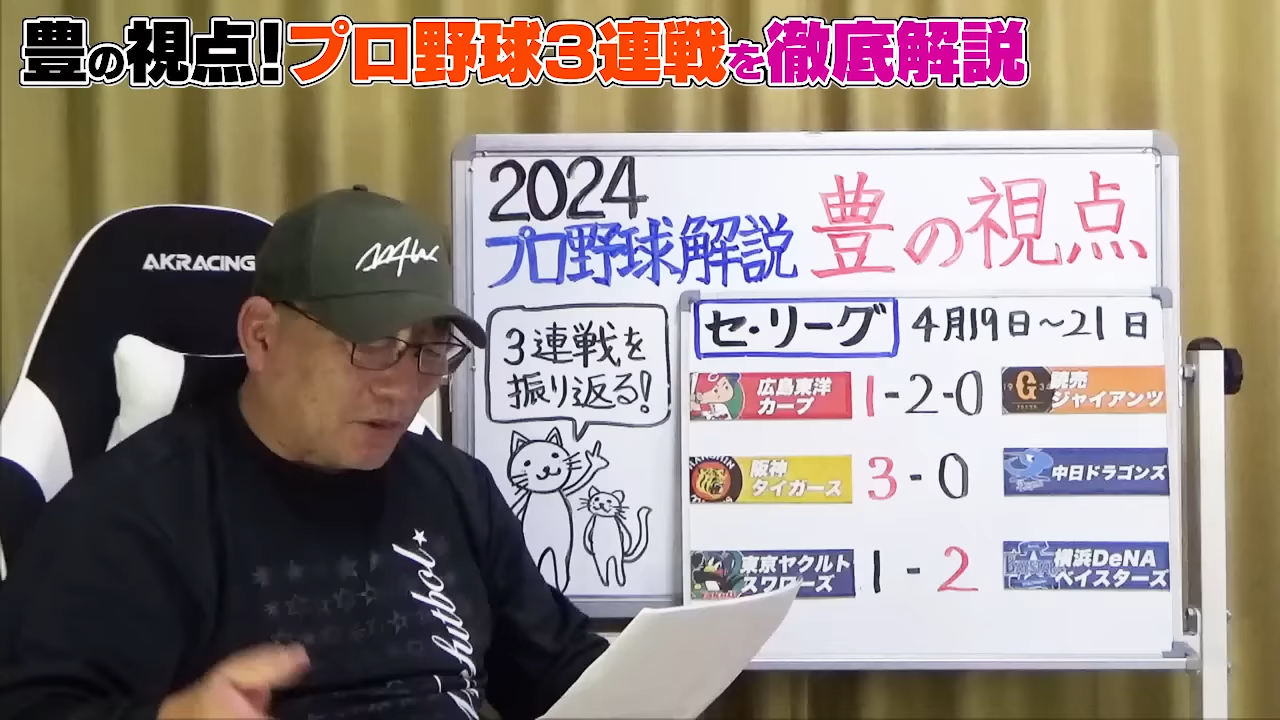 豊の視点!プロ野球3連戦を徹底解説
2024
プロ野球解説 豊の視点
セ・リーグ 4月19日~21日
3連戦を
振り返る!
広島東洋
カープ
1-2-0
読売
ジャイアンツ
阪神
タイガース
3-0
中日ドラゴンズ
東京ヤクルト
スワローズ
1-2
横浜DeNA
ベイスターズ
AKRACING